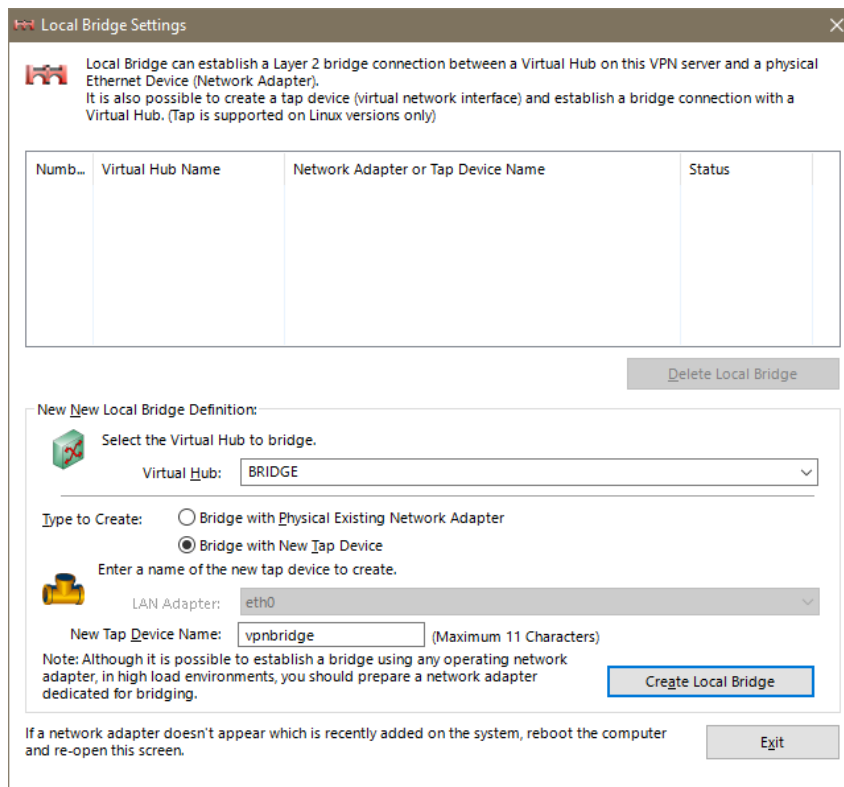 Local Bridge Settings
Local Bridge can establish a Layer 2 bridge connection between a Virtual Hub on this VPN server and a physical
Ethernet Device (Network Adapter).
It is also possible to create a tap device (virtual network interface) and establish a bridge connection with a
Virtual Hub. (Tap is supported on Linux versions only)
Numb... Virtual Hub Name Network Adapter or Tap Device Name Status
Delete Local Bridge
New New Local Bridge Definition:
Select the Virtual Hub to bridge.
Virtual Hub: BRIDGE
Type to Create: Bridge with Physical Existing Network Adapter
Bridge with New Tap Device
Enter a name of the new tap device to create.
LAN Adapter: eth0
New Tap Device Name: vpnbridge (Maximum 11 Characters)
Note: Although it is possible to establish a bridge using any operating network
adapter, in high load environments, you should prepare a network adapter
dedicated for bridging.
Create Local Bridge
If a network adapter doesn't appear which is recently added on the system, reboot the computer
and re-open this screen.
Exit